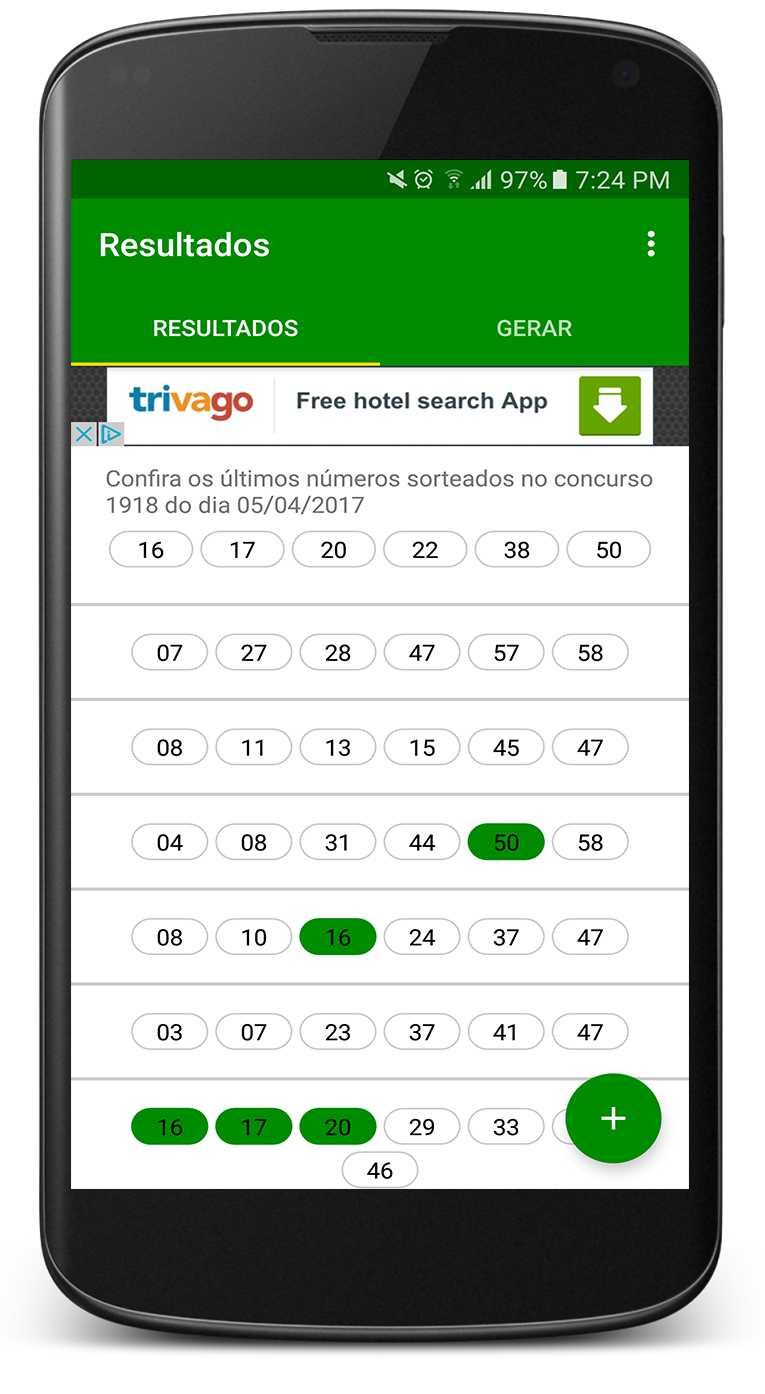 97% 7:24 PM
Resultados
RESULTADOS GERAR
trivago Free hotel search App
Confira os últimos números sorteados no concurso
1918 do dia 05/04/2017
16 17 20 22 38 50
07 27 28 47 57 58
08 11 13 15 45 47
04 08 31 44 50 58
08 10 16 24 37 47
03 07 23 37 41 47
16 17 20 29 33 +
46